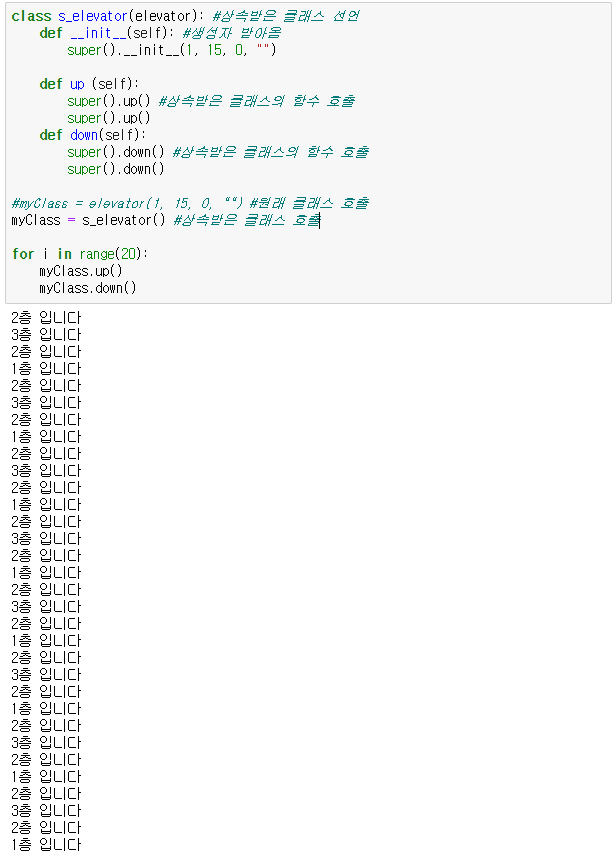 class s_elevator(elevator): #상속받은 클래스 선언
    def __init__(self): #생성자 받아옴
        super().__init__(1, 15, 0, "")
    def up (self):
        super().up() #상속받은 클래스의 함수 호출
        super().up()
    def down(self):
        super().down() #상속받은 클래스의 함수 호출
        super().down()
#myClass = elevator(1, 15, 0, "") #원래 클래스 호출
myClass = s_elevator() #상속받은 클래스 호출
for i in range(20):
    myClass.up()
    myClass.down()
2층 입니다
3층 입니다
2층 입니다
1층 입니다
2층 입니다
3층 입니다
2층 입니다
1층 입니다
2층 입니다
3층 입니다
2층 입니다
1층 입니다
2층 입니다
3층 입니다
2층 입니다
1층 입니다
2층 입니다
3층 입니다
2층 입니다
1층 입니다
2층 입니다
3층 입니다
2층 입니다
1층 입니다
2층 입니다
3층 입니다
2층 입니다
1층 입니다
2층 입니다
3층 입니다
2층 입니다
1층 입니다